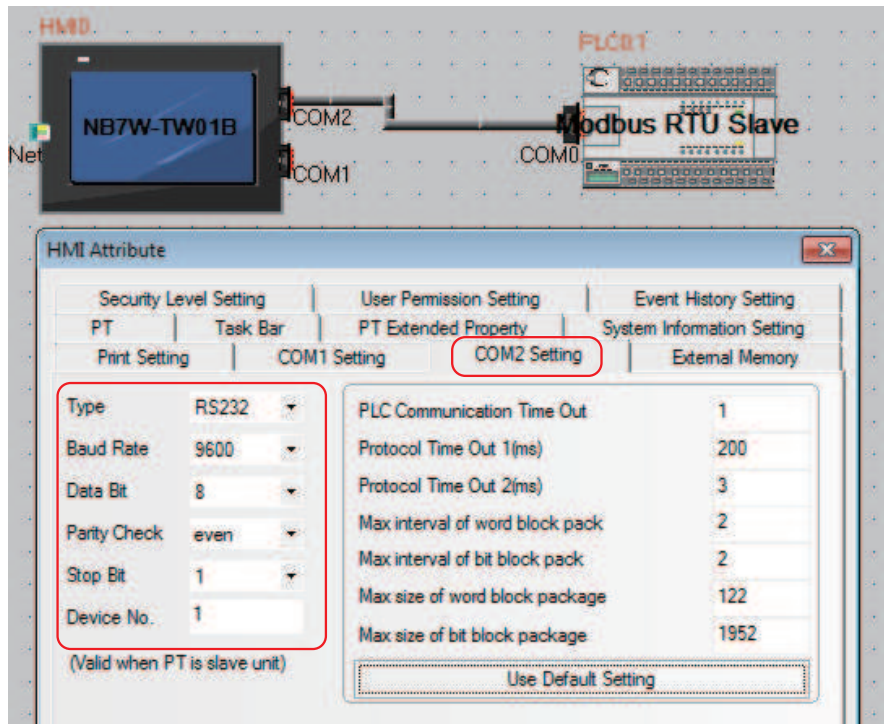 HMI0
PLC0:1
NB7W-TW01B
COM2
Modbus RTU Slave
Net
COM0
COM1
HMI Attribute
Security Level Setting
User Permission Setting
Event History Setting
PT
Task Bar
PT Extended Property
System Information Setting
Print Setting
COM1 Setting
COM2 Setting
External Memory
Type RS232
PLC Communication Time Out 1
Baud Rate 9600
Protocol Time Out 1(ms) 200
Data Bit 8
Protocol Time Out 2(ms) 3
Parity Check even
Max interval of word block pack 2
Stop Bit 1
Max interval of bit block pack 2
Device No. 1
Max size of word block package 122
Max size of bit block package 1952
(Valid when PT is slave unit)
Use Default Setting